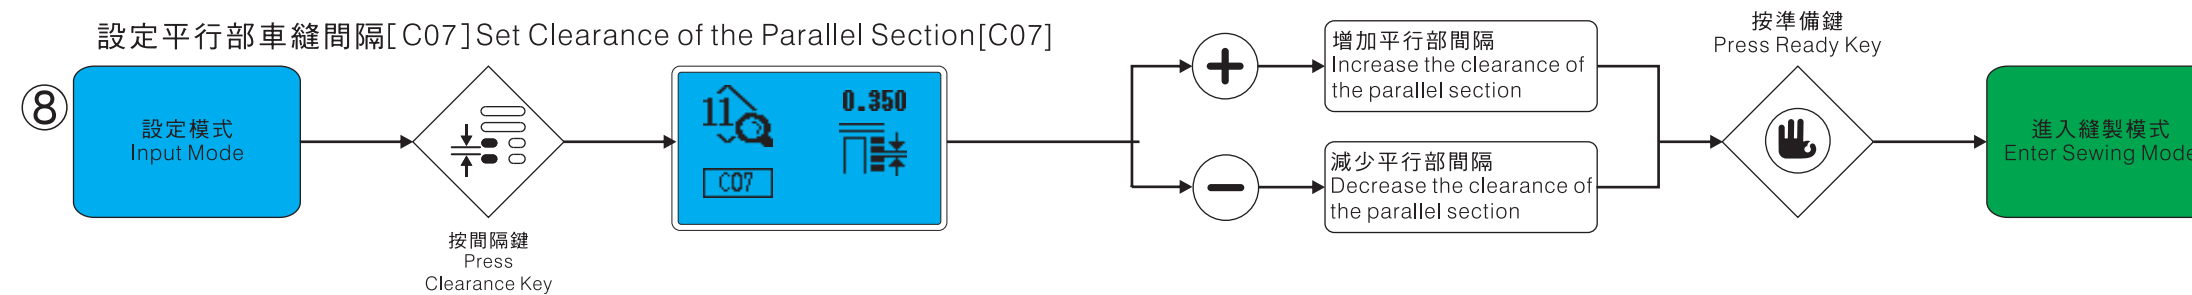 設定平行部車縫間隔[C07]Set Clearance of the Parallel Section[C07]
⑧
設定模式
Input Mode
按間隔鍵
Press
Clearance Key
11
0.350
C07
增加平行部間隔
Increase the clearance of
the parallel section
減少平行部間隔
Decrease the clearance of
the parallel section
按準備鍵
Press Ready Key
進入縫製模式
Enter Sewing Mode